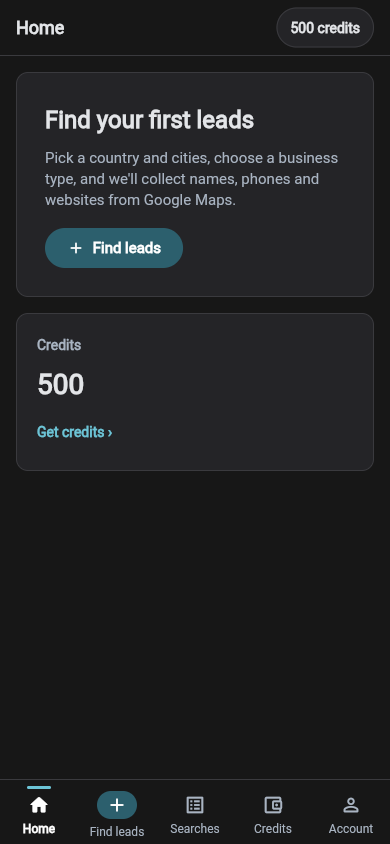 Home
500 credits
Find your first leads
Pick a country and cities, choose a business
type, and we'll collect names, phones and
websites from Google Maps.
+ Find leads
Credits
500
Get credits ›
Home
Find leads
Searches
Credits
Account